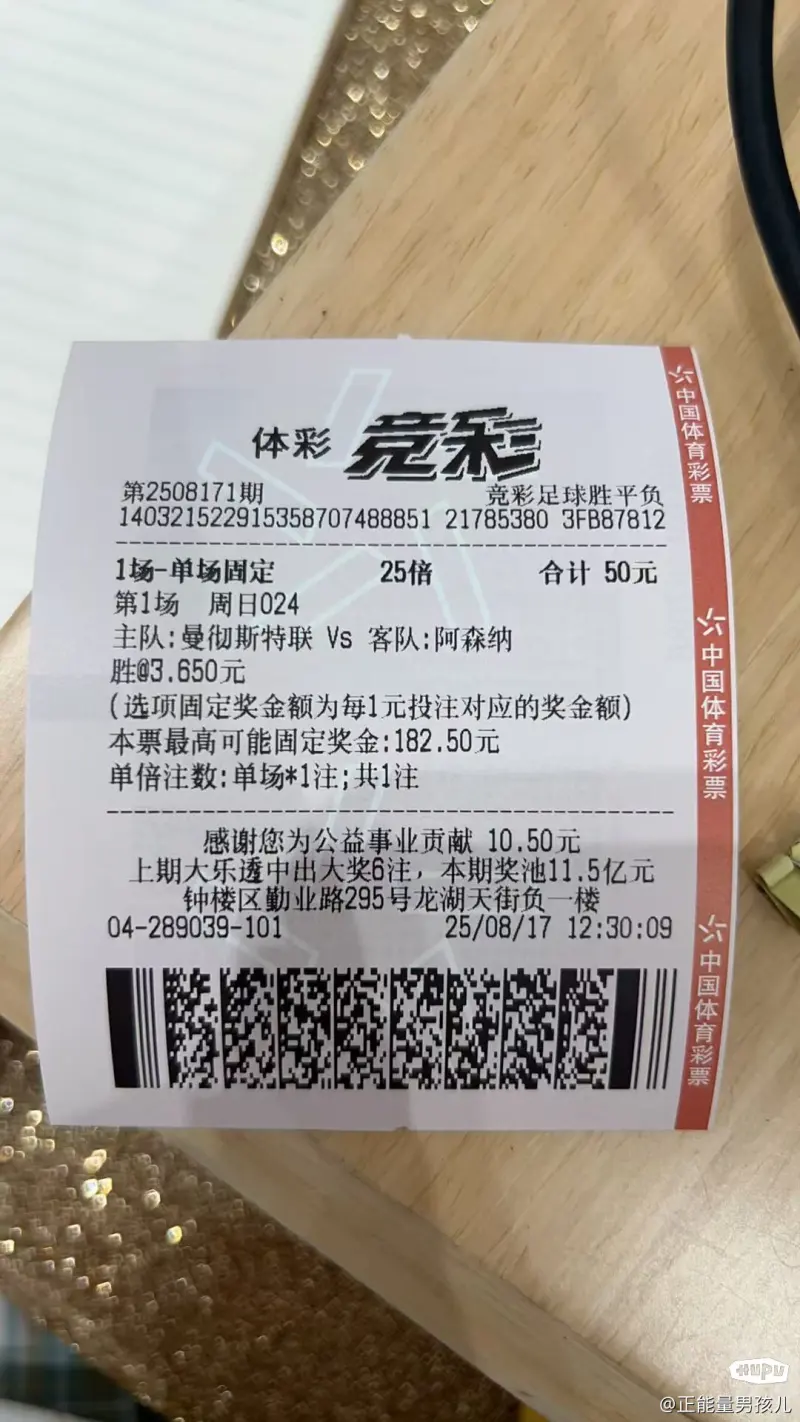 体彩 竞彩
第2508171期 竞彩足球胜平负
140321522915358707488851 21785380 3FB87812
1场-单场固定 25倍 合计 50元
第1场 周日024
主队:曼彻斯特联 Vs 客队:阿森纳
胜@3.650元
(选项固定奖金额为每1元投注对应的奖金额)
本票最高可能固定奖金:182.50元
单倍注数:单场*1注;共1注
感谢您为公益事业贡献 10.50元
上期大乐透中出大奖6注，本期奖池11.5亿元
钟楼区勤业路295号龙湖天街负一楼
04-289039-101 25/08/17 12:30:09
中国体育彩票
中国体育彩票
中国体育彩票
HUPU
@正能量男孩儿